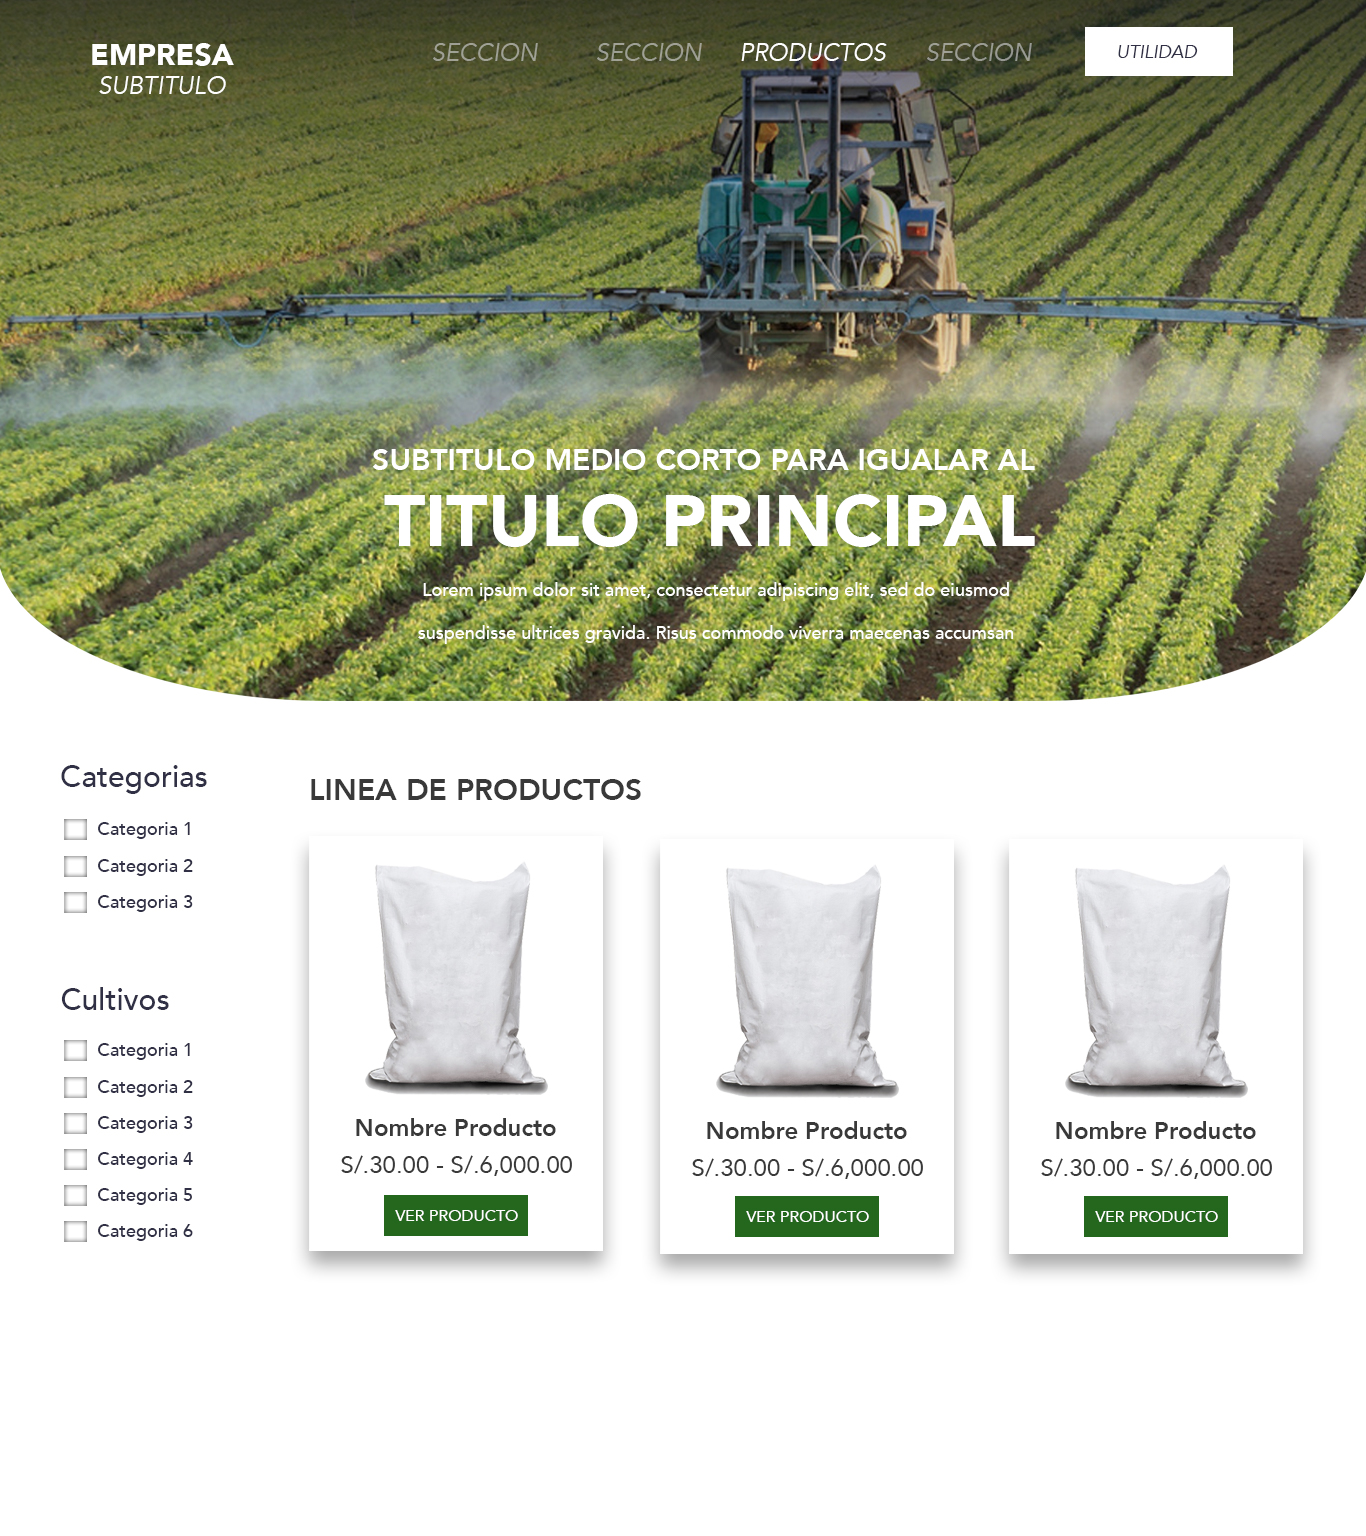 EMPRESA
SUBTITULO
SECCION
SECCION
PRODUCTOS
SECCION
UTILIDAD
SUBTITULO MEDIO CORTO PARA IGUALAR AL
TITULO PRINCIPAL
Lorem ipsum dolor sit amet, consectetur adipiscing elit, sed do eiusmod
suspendisse ultrices gravida. Risus commodo viverra maecenas accumsan
Categorias
Categoria 1
Categoria 2
Categoria 3
Cultivos
Categoria 1
Categoria 2
Categoria 3
Categoria 4
Categoria 5
Categoria 6
LINEA DE PRODUCTOS
Nombre Producto
S/.30.00 - S/.6,000.00
VER PRODUCTO
Nombre Producto
S/.30.00 - S/.6,000.00
VER PRODUCTO
Nombre Producto
S/.30.00 - S/.6,000.00
VER PRODUCTO